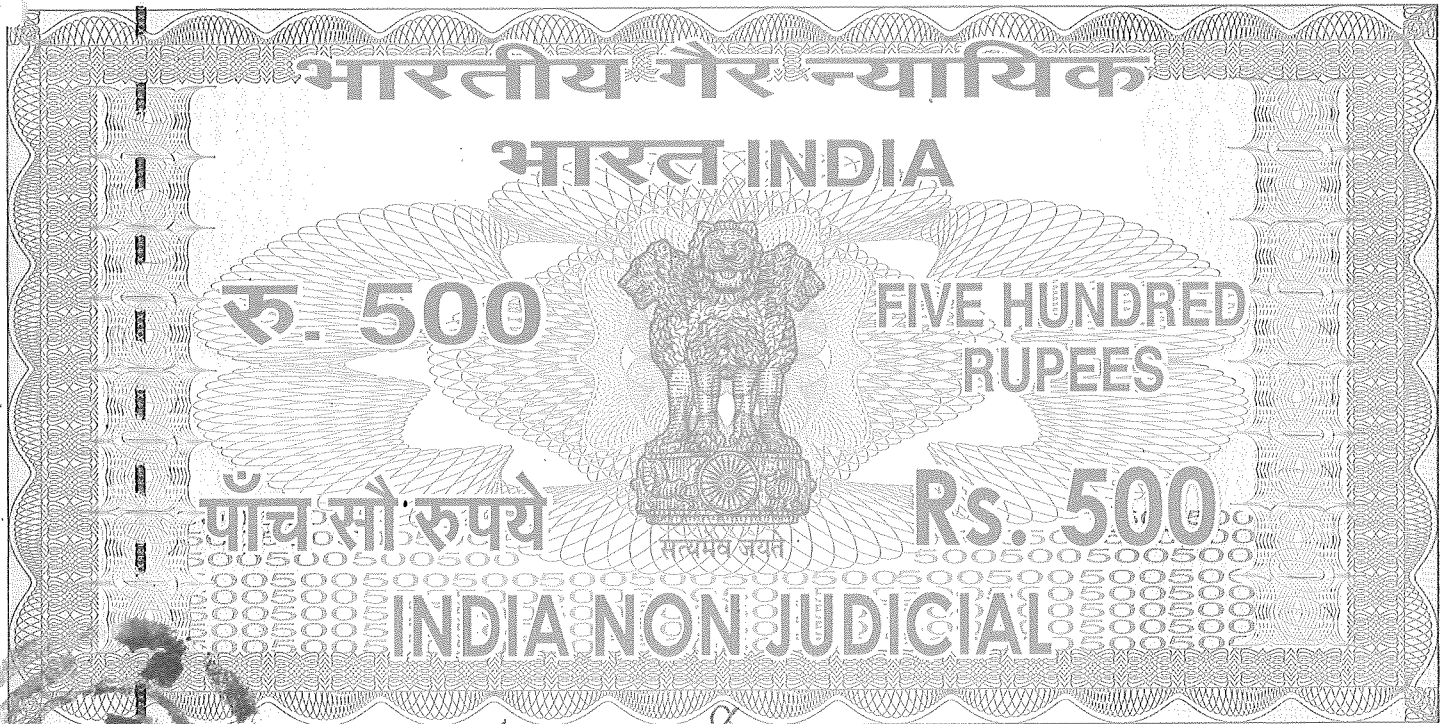 भारतीय गैर न्यायिक
भारत INDIA
रु. 500
FIVE HUNDRED
RUPEES
पाँच सौ रुपये
Rs. 500
सत्यमेव जयते
INDIA NON JUDICIAL